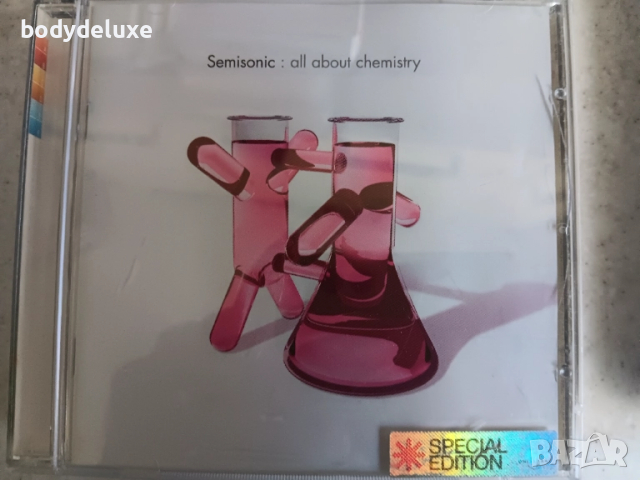 bodydeluxe
Semisonic : all about chemistry
SPECIAL
EDITION
BAZAR